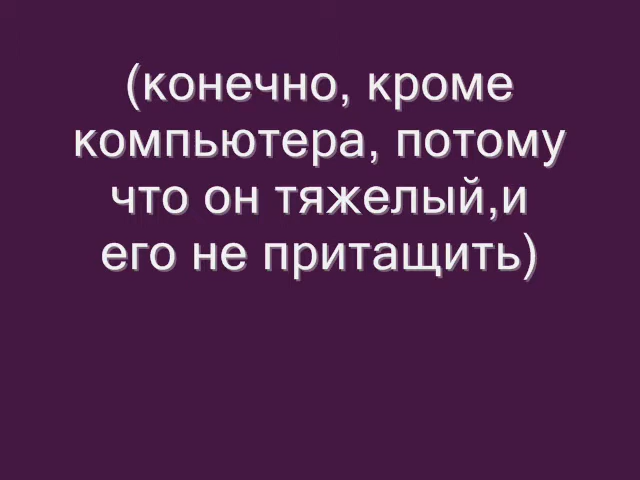 (конечно, кроме
компьютера, потому
что он тяжелый,и
его не притащить)